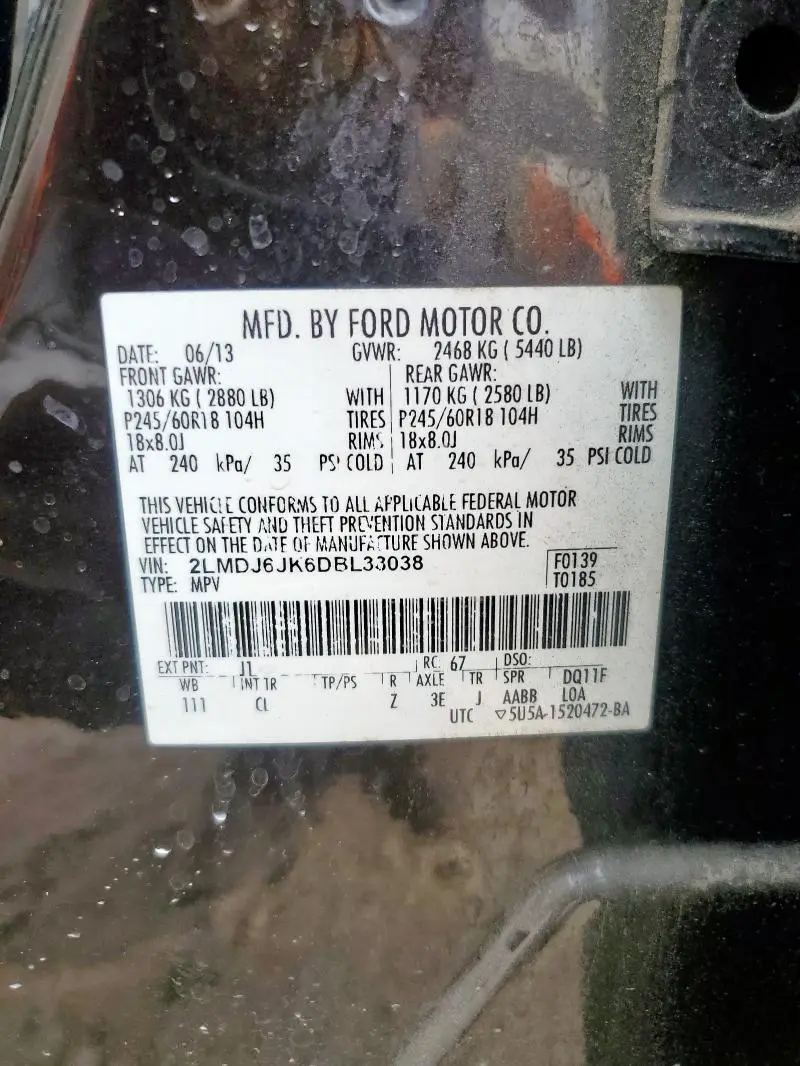 MFD. BY FORD MOTOR CO.
DATE: 06/13 GVWR: 2468 KG ( 5440 LB)
FRONT GAWR: REAR GAWR:
1306 KG ( 2880 LB) WITH 1170 KG ( 2580 LB) WITH
P245/60R18 104H TIRES P245/60R18 104H TIRES
18x8.0J RIMS 18x8.0J RIMS
AT 240 kPa/ 35 PSI COLD AT 240 kPa/ 35 PSI COLD
THIS VEHICLE CONFORMS TO ALL APPLICABLE FEDERAL MOTOR
VEHICLE SAFETY AND THEFT PREVENTION STANDARDS IN
EFFECT ON THE DATE OF MANUFACTURE SHOWN ABOVE.
VIN: 2LMDJ6JK6DBL33038 F0139
TYPE: MPV T0185
EXT PNT: J1 RC: 67 DSO:
WB INT TR TP/PS R AXLE TR SPR DQ11F
111 CL Z 3E J AABB LOA
UTC ▽5U5A-1520472-BA